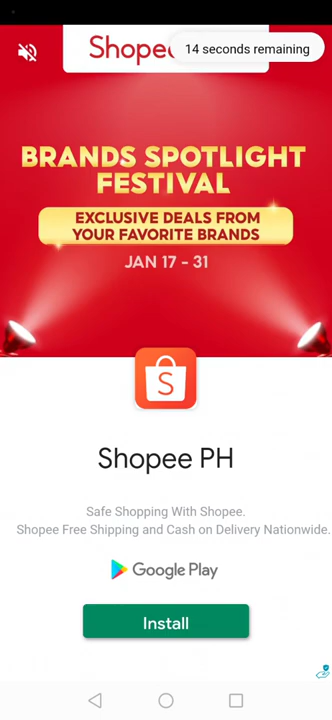 Shopee
14 seconds remaining
BRANDS SPOTLIGHT
FESTIVAL
EXCLUSIVE DEALS FROM
YOUR FAVORITE BRANDS
JAN 17 - 31
Shopee PH
Safe Shopping With Shopee.
Shopee Free Shipping and Cash on Delivery Nationwide.
Google Play
Install